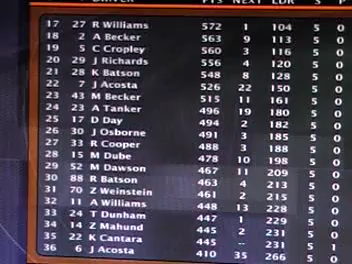 DRIVER PTS NEXT LDR S P
17 27 R Williams 572 1 104 5 0
18 2 A Becker 563 9 113 5 0
19 5 C Cropley 560 3 116 5 0
20 29 J Richards 556 4 120 5 0
21 28 K Batson 548 8 128 5 0
22 7 J Acosta 526 22 150 5 0
23 43 M Becker 515 11 161 5 0
24 23 A Tanker 496 19 180 5 0
25 17 D Day 494 2 182 5 0
26 30 J Osborne 491 3 185 5 0
27 33 R Cooper 488 3 188 5 0
28 15 M Dube 478 10 198 5 0
29 52 M Dawson 467 11 209 5 0
30 88 R Batson 463 4 213 5 0
31 70 Z Weinstein 461 2 215 5 0
32 11 A Williams 448 13 228 5 0
33 24 T Dunham 447 1 229 5 0
34 14 Z Mahund 445 2 231 5 0
35 22 K Cantara 445 -- 231 5 1
36 6 J Acosta 410 35 266 5 0